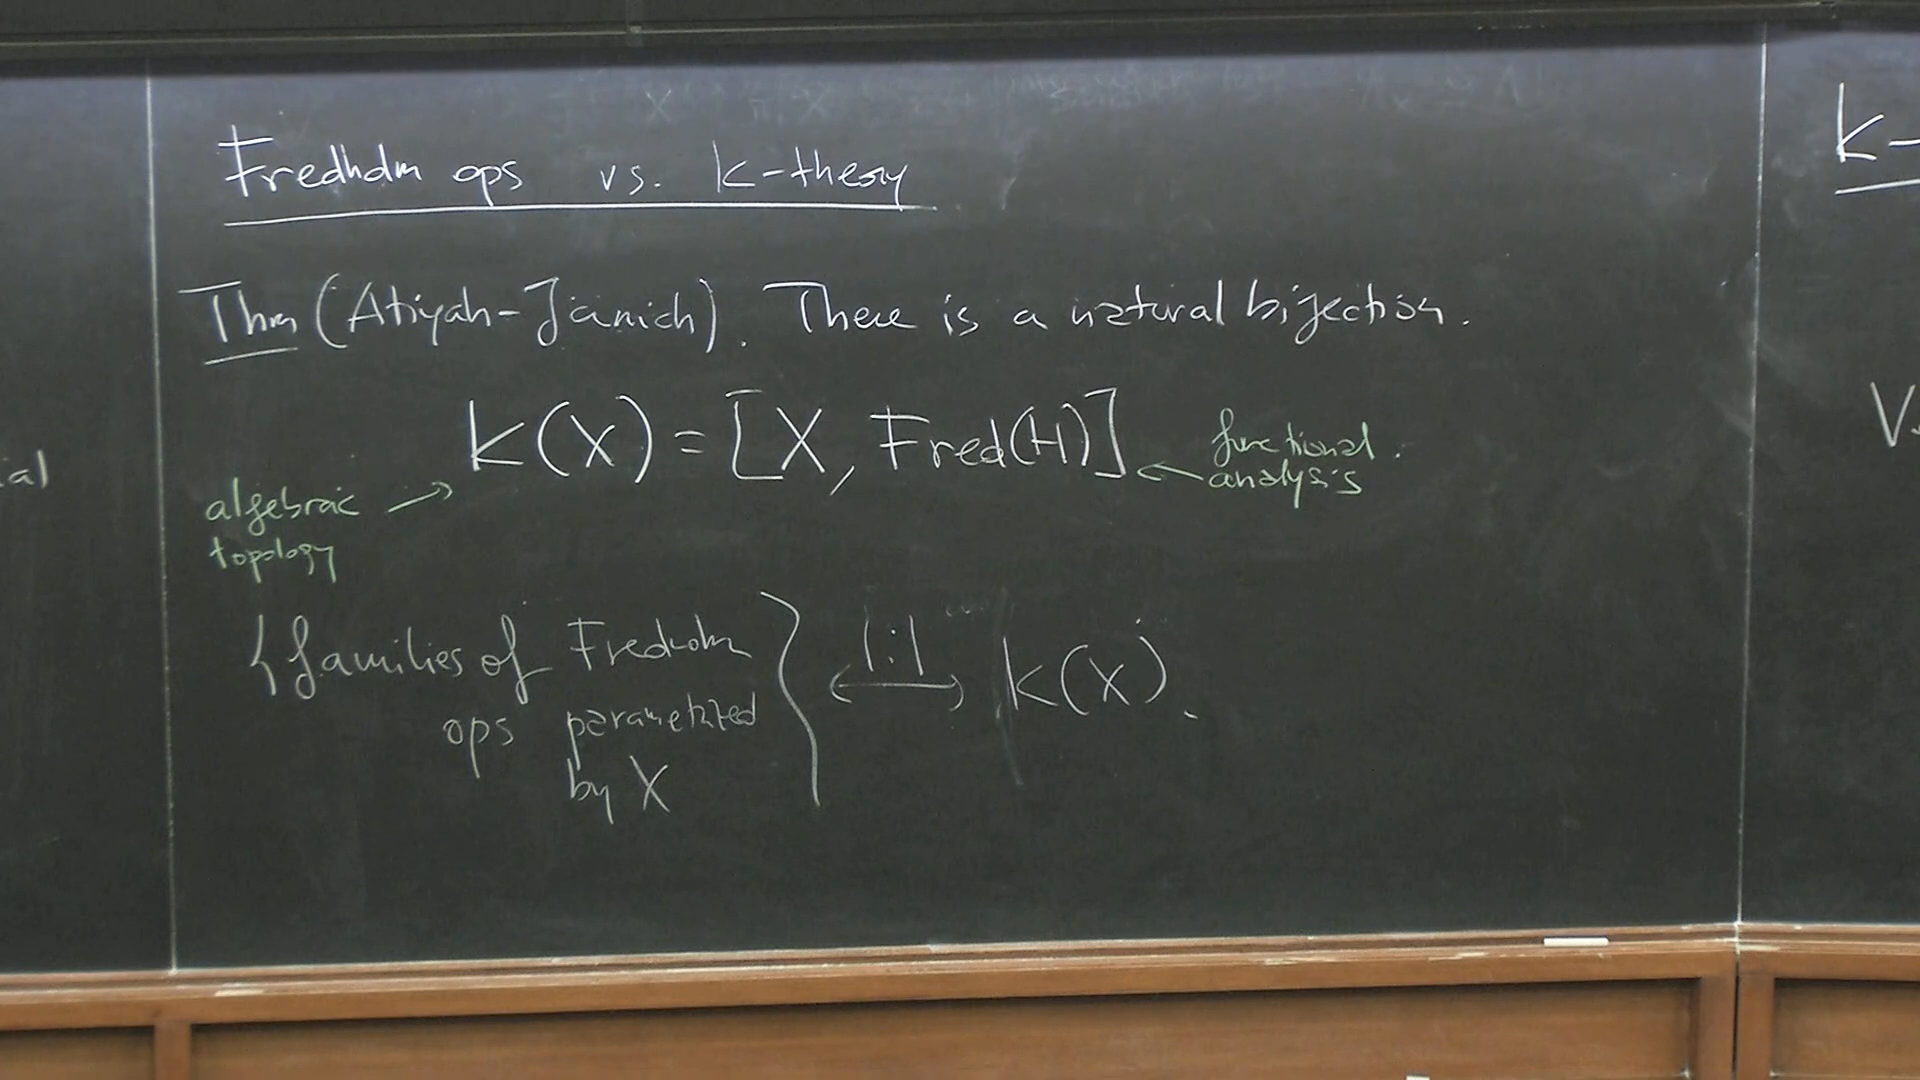 Fredholm ops vs. K-theory
Thm (Atiyah-Jänich). There is a natural bijection.
K(X) = [X, Fred(H)]
functional
analysis
algebraic
topology
{families of Fredholm
ops parametrized
by X} 1:1 K(X).
ial
K-
V